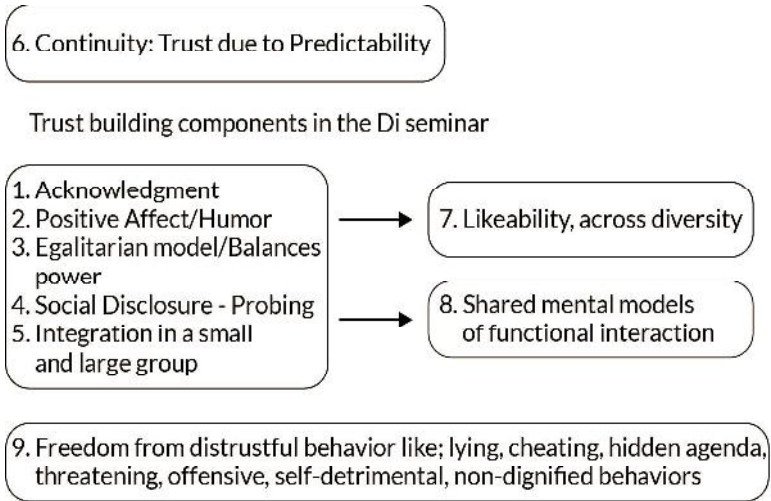 6. Continuity: Trust due to Predictability
Trust building components in the Di seminar
1. Acknowledgment
2. Positive Affect/Humor
3. Egalitarian model/Balances
power
4. Social Disclosure - Probing
5. Integration in a small
and large group
7. Likeability, across diversity
8. Shared mental models
of functional interaction
9. Freedom from distrustful behavior like; lying, cheating, hidden agenda,
threatening, offensive, self-detrimental, non-dignified behaviors